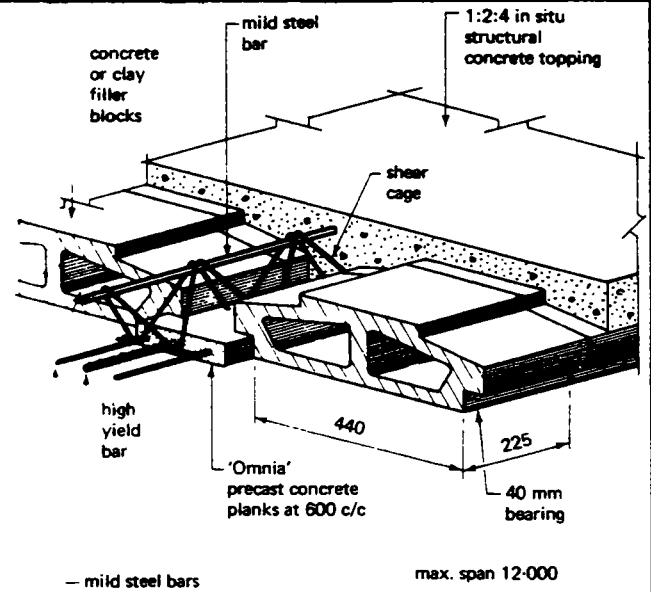 concrete
or clay
filler
blocks
mild steel
bar
1:2:4 in situ
structural
concrete topping
shear
cage
high
yield
bar
440
225
'Omnia'
precast concrete
planks at 600 c/c
40 mm
bearing
– mild steel bars
max. span 12·000